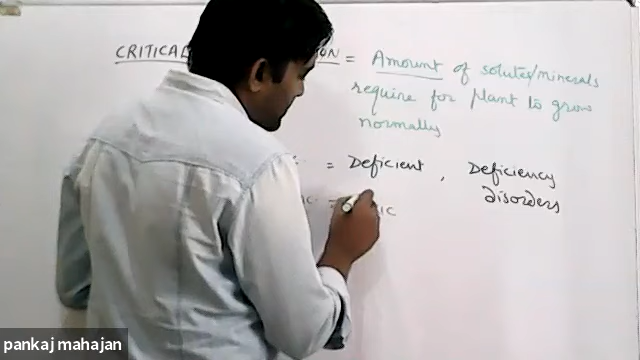 CRITICAL = Amount of solutes/minerals
require for plant to grow
normally
= Deficient , Deficiency
disorders
=
pankaj mahajan